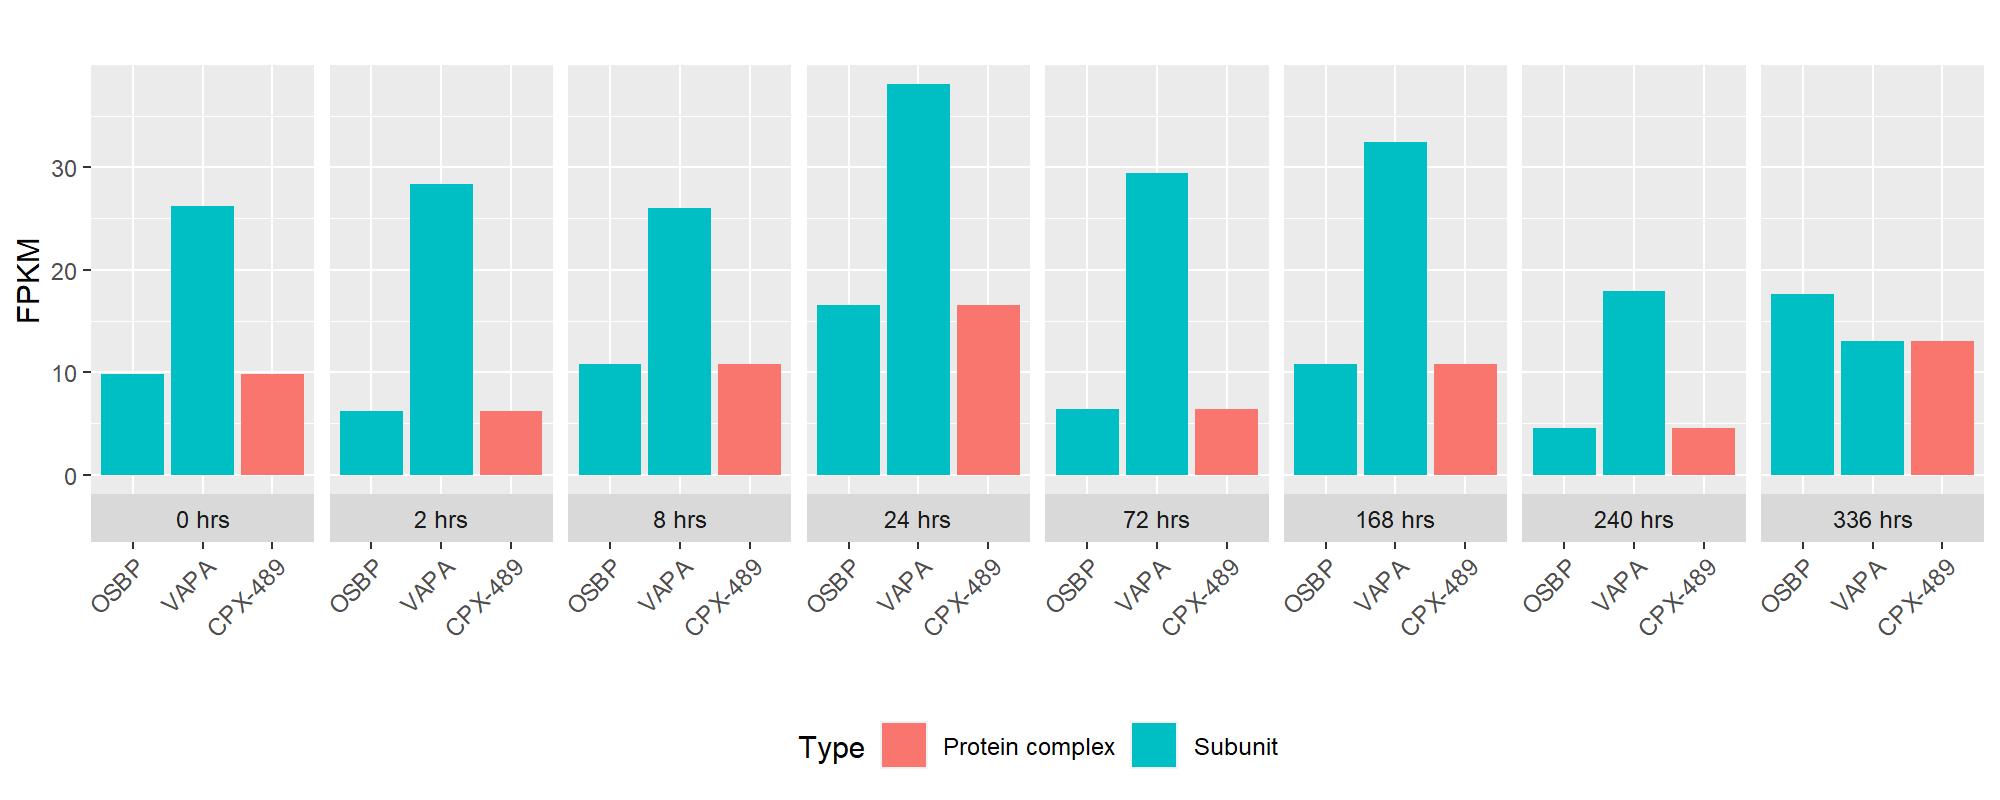 FPKM
30
20
10
0
0 hrs 2 hrs 8 hrs 24 hrs 72 hrs 168 hrs 240 hrs 336 hrs
OSBP VAPA CPX-489 OSBP VAPA CPX-489 OSBP VAPA CPX-489 OSBP VAPA CPX-489 OSBP VAPA CPX-489 OSBP VAPA CPX-489 OSBP VAPA CPX-489 OSBP VAPA CPX-489
Type Protein complex Subunit